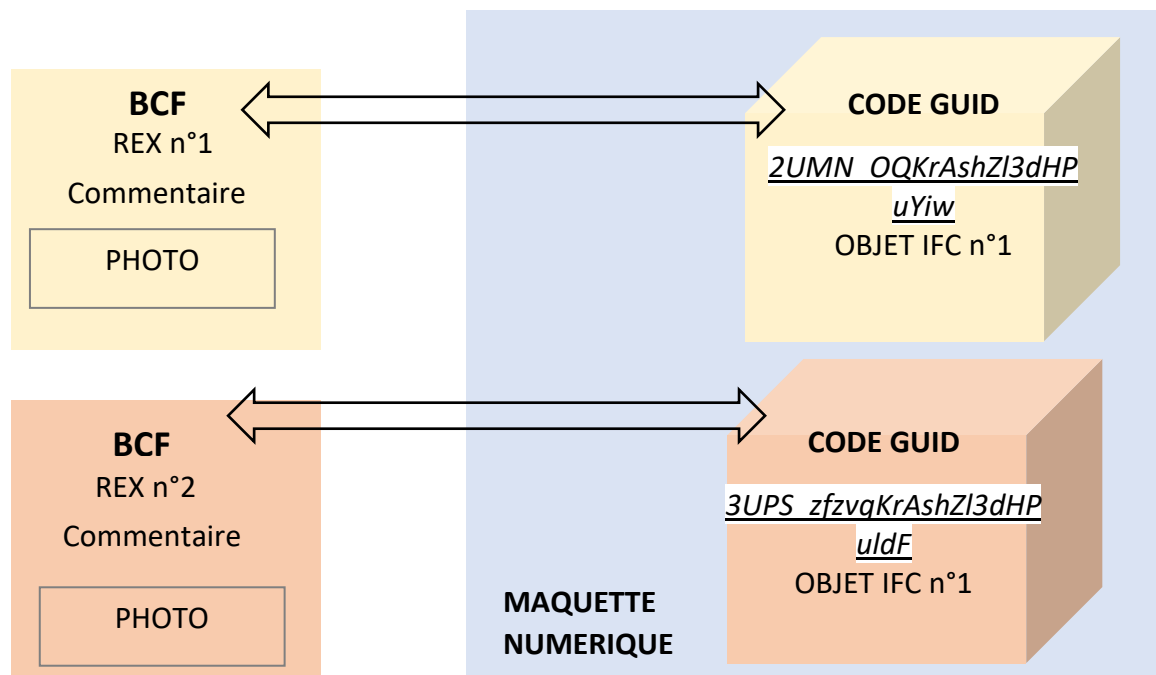 BCF
REX n°1
Commentaire
PHOTO
CODE GUID
2UMN_OQKrAshZl3dHP
uYiw
OBJET IFC n°1
BCF
REX n°2
Commentaire
PHOTO
CODE GUID
3UPS_zfzvqKrAshZl3dHP
uldF
OBJET IFC n°1
MAQUETTE
NUMERIQUE